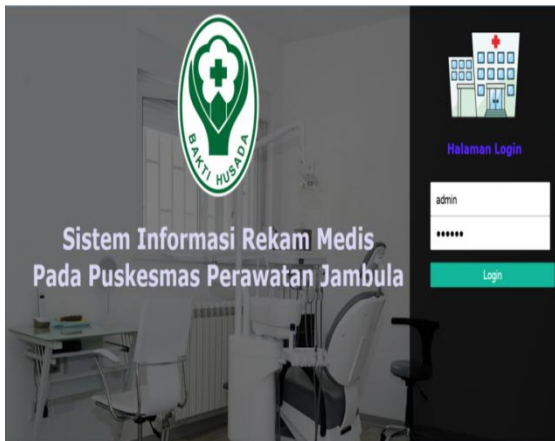 BAKTI HUSADA
Sistem Informasi Rekam Medis
Pada Puskesmas Perawatan Jambula
Halaman Login
admin
••••••
Login